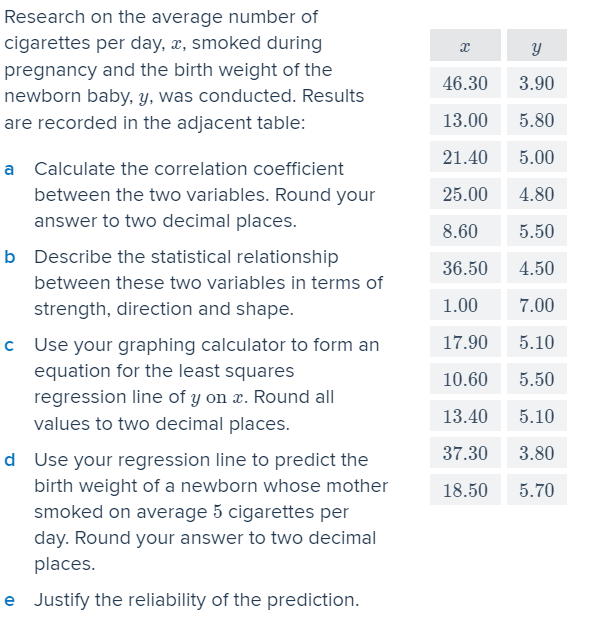 Research on the average number of
cigarettes per day, x, smoked during
pregnancy and the birth weight of the
newborn baby, y, was conducted. Results
are recorded in the adjacent table:
a Calculate the correlation coefficient
between the two variables. Round your
answer to two decimal places.
b Describe the statistical relationship
between these two variables in terms of
strength, direction and shape.
c Use your graphing calculator to form an
equation for the least squares
regression line of y on x. Round all
values to two decimal places.
d Use your regression line to predict the
birth weight of a newborn whose mother
smoked on average 5 cigarettes per
day. Round your answer to two decimal
places.
e Justify the reliability of the prediction.
x y
46.30 3.90
13.00 5.80
21.40 5.00
25.00 4.80
8.60 5.50
36.50 4.50
1.00 7.00
17.90 5.10
10.60 5.50
13.40 5.10
37.30 3.80
18.50 5.70